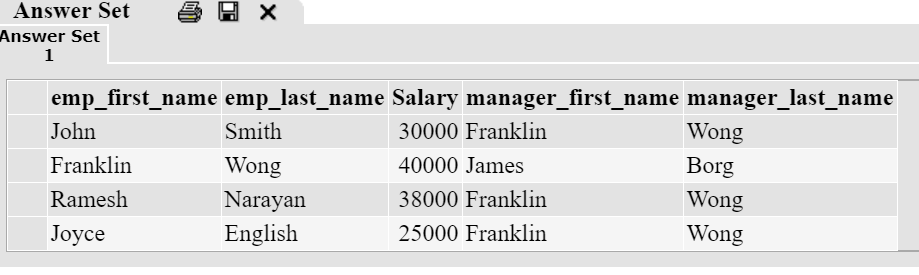 Answer Set
Answer Set
1
emp_first_name emp_last_name Salary manager_first_name manager_last_name
John Smith 30000 Franklin Wong
Franklin Wong 40000 James Borg
Ramesh Narayan 38000 Franklin Wong
Joyce English 25000 Franklin Wong